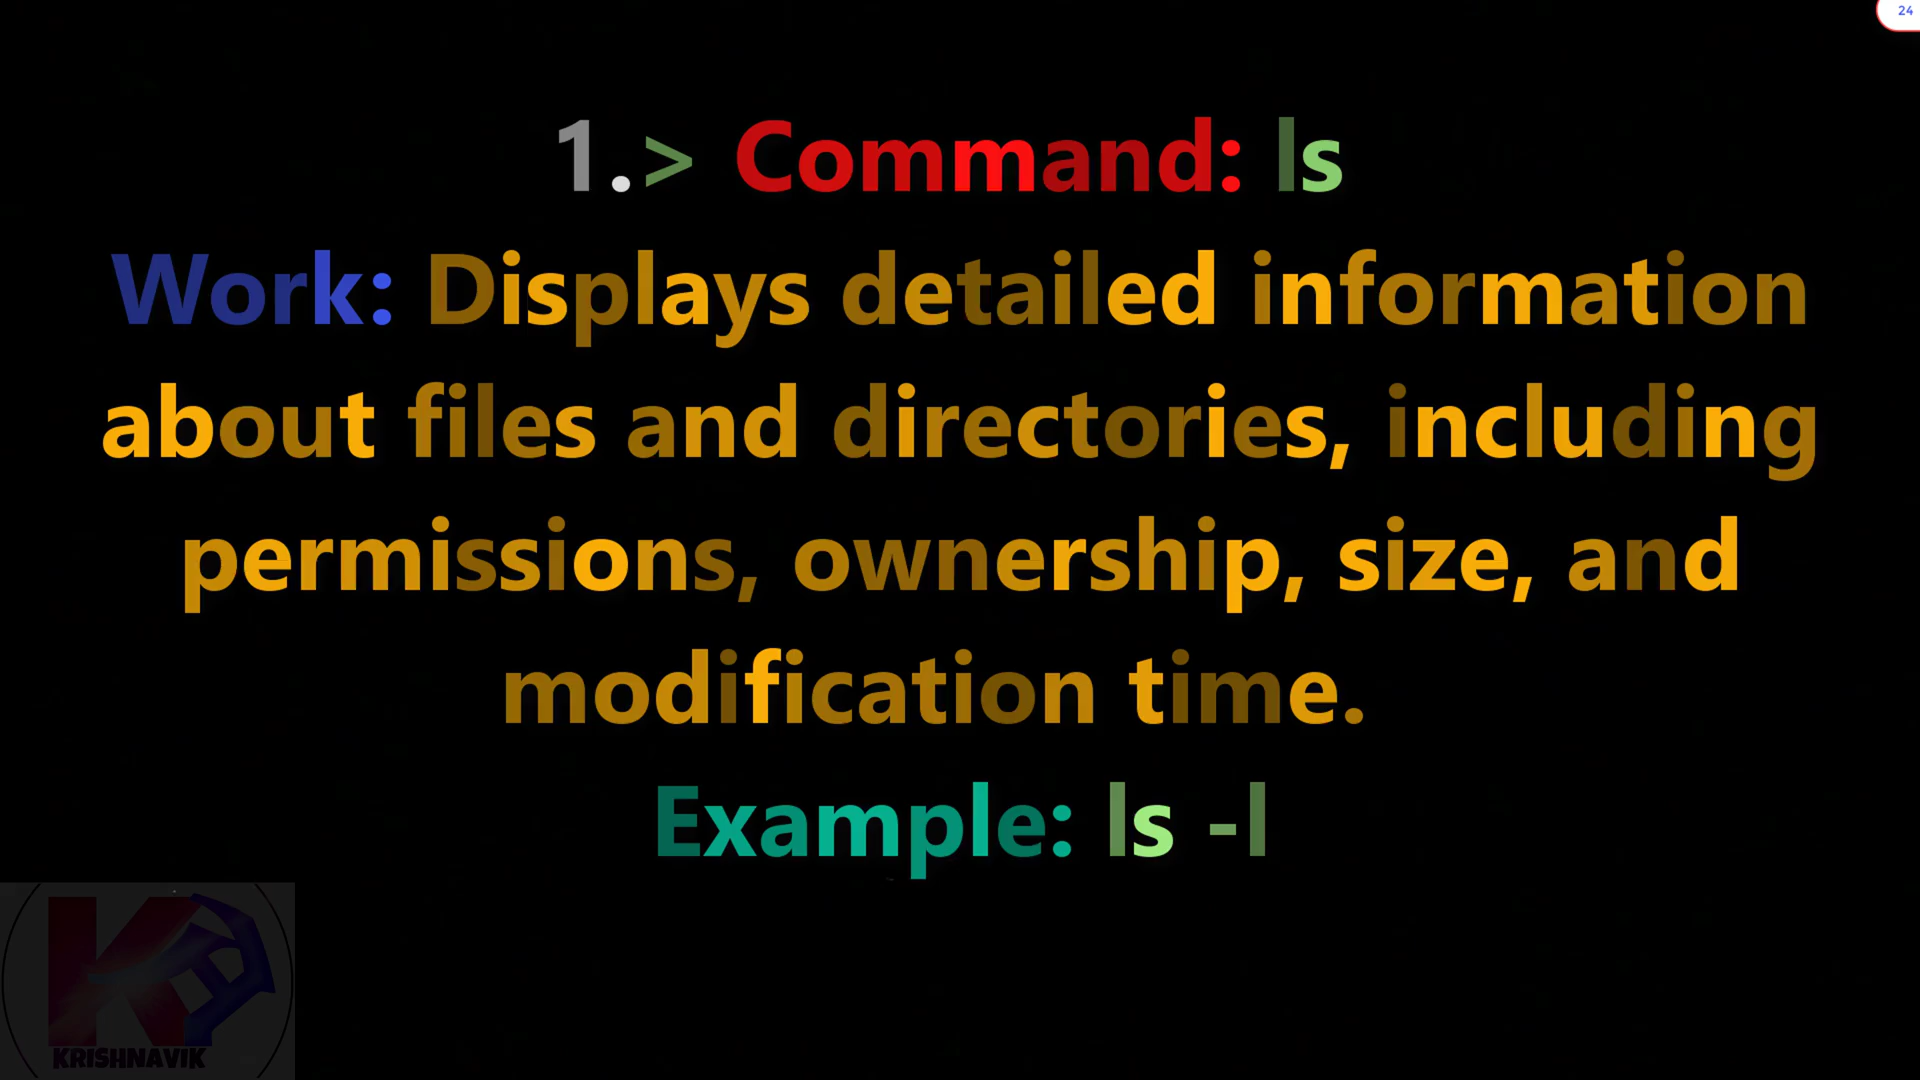 24
1.> Command: ls
Work: Displays detailed information
about files and directories, including
permissions, ownership, size, and
modification time.
Example: ls -l
KRISHNAVIK